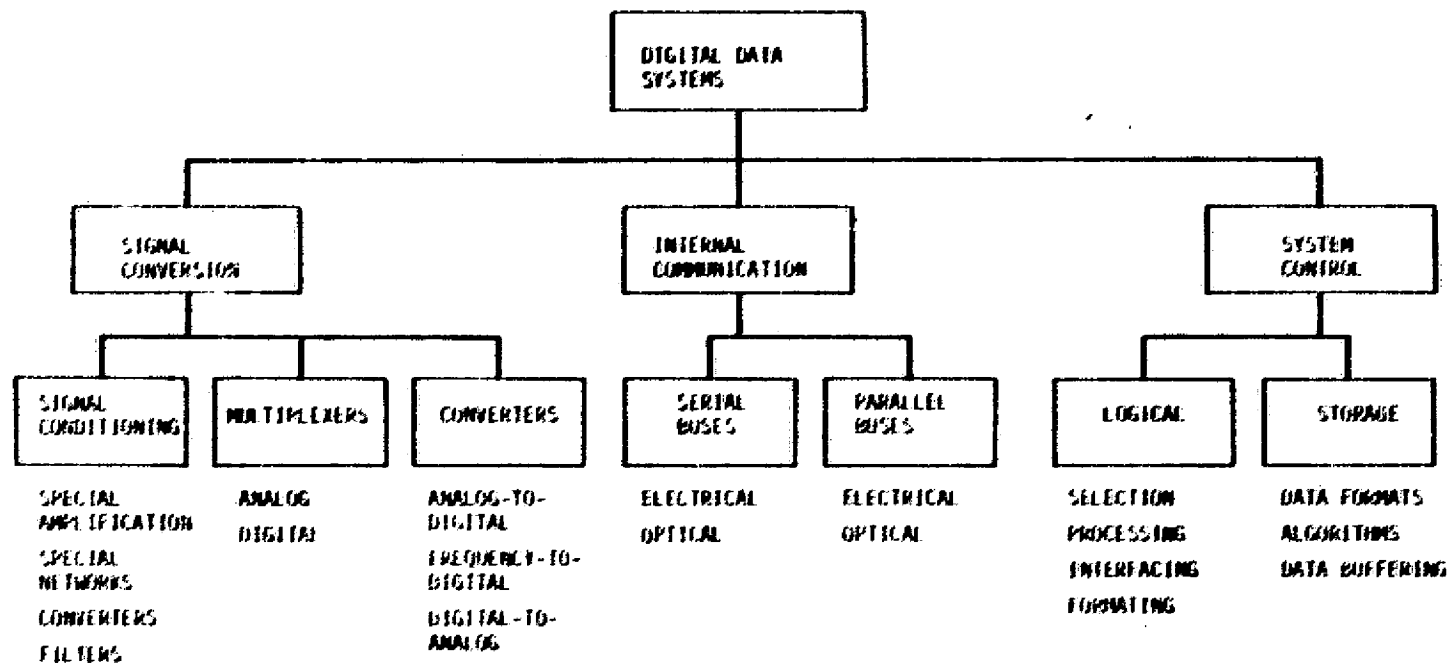 DIGITAL DATA
SYSTEMS
SIGNAL
CONVERSION
INTERNAL
COMMUNICATION
SYSTEM
CONTROL
SIGNAL
CONDITIONING
MULTIPLEXERS
CONVERTERS
SERIAL
BUSES
PARALLEL
BUSES
LOGICAL
STORAGE
SPECIAL
AMPLIFICATION
SPECIAL
NETWORKS
CONVERTERS
FILTERS
ANALOG
DIGITAL
ANALOG-TO-
DIGITAL
FREQUENCY-TO-
DIGITAL
DIGITAL-TO-
ANALOG
ELECTRICAL
OPTICAL
ELECTRICAL
OPTICAL
SELECTION
PROCESSING
INTERFACING
FORMATING
DATA FORMATS
ALGORITHMS
DATA BUFFERING